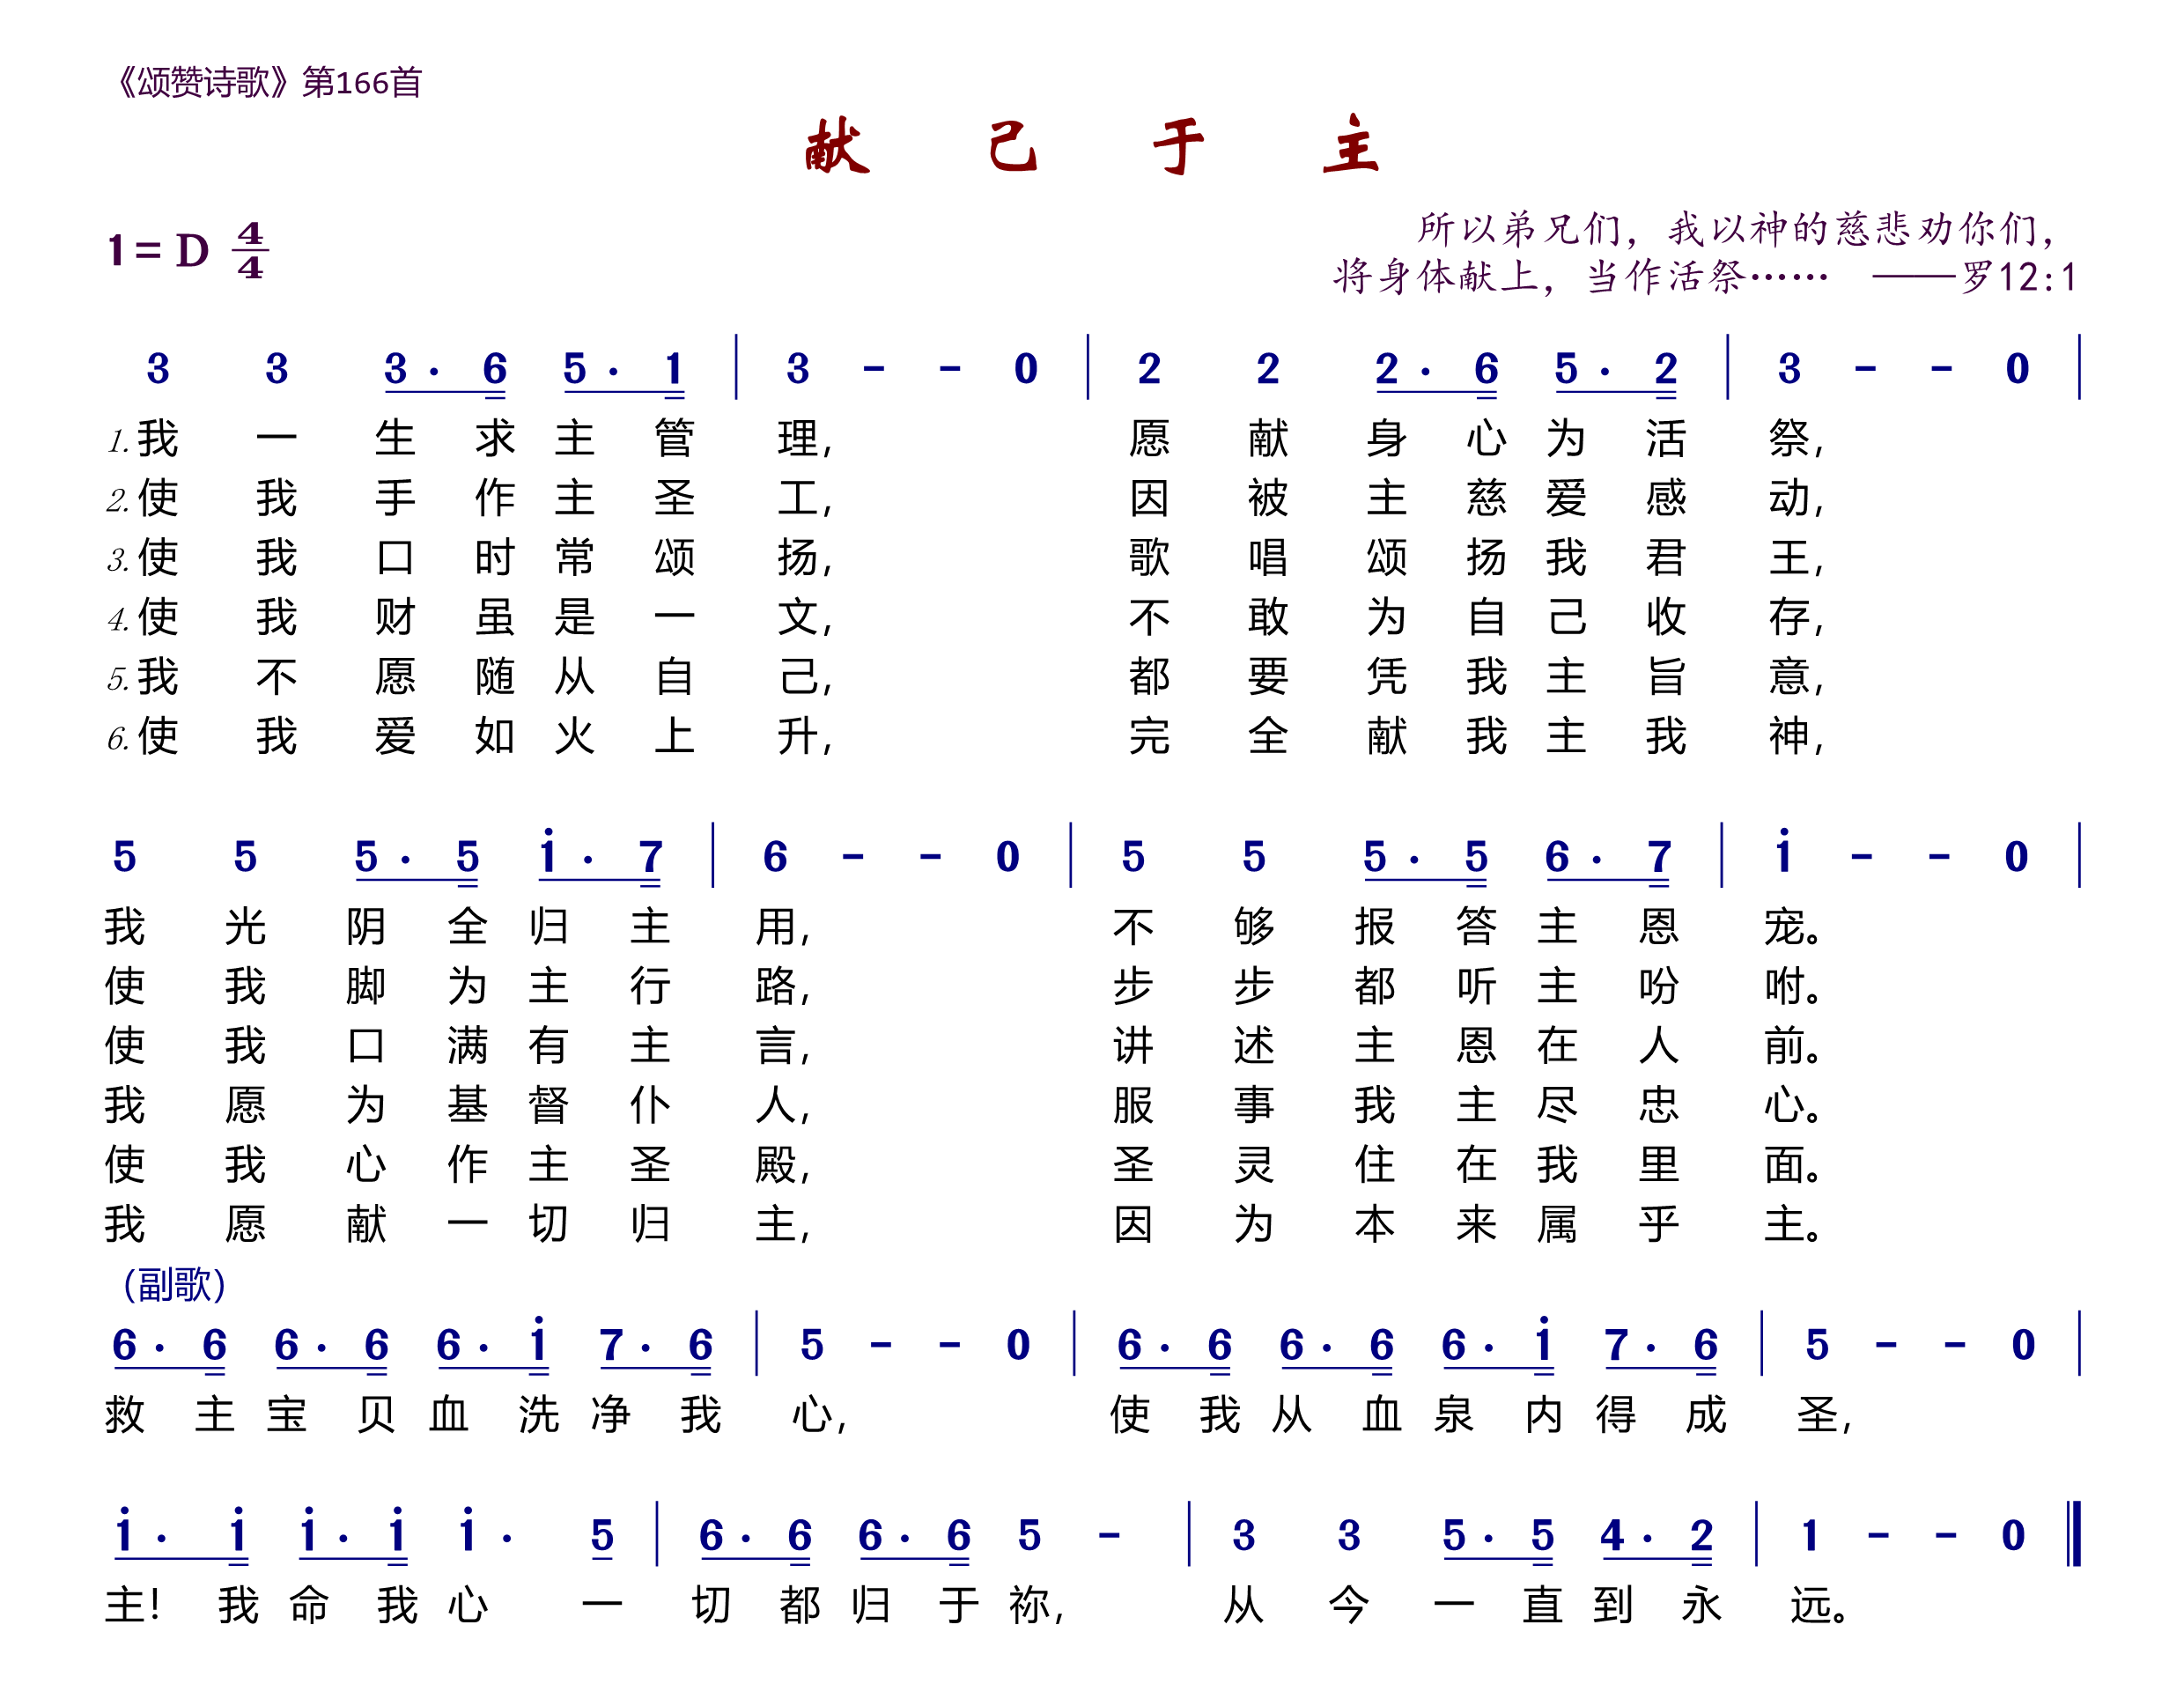 《颂赞诗歌》第166首
献己于主
1=D 4/4
所以弟兄们，我以神的慈悲劝你们，
将身体献上，当作活祭…… ——罗12:1
3 3 3· 6 5· 1 | 3 - - 0 | 2 2 2· 6 5· 2 | 3 - - 0 |
1.我一生求主管理, 愿献身心为活祭,
2.使我手作主圣工, 因被主慈爱感动,
3.使我口时常颂扬, 歌唱颂扬我君王,
4.使我财虽是一文, 不敢为自己收存,
5.我不愿随从自己, 都要凭我主旨意,
6.使我爱如火上升, 完全献我主我神,
5 5 5· 5 i· 7 | 6 - - 0 | 5 5 5· 5 6· 7 | i - - 0 |
我光阴全归主用, 不够报答主恩宠。
使我脚为主行路, 步步都听主吩咐。
使我口满有主言, 讲述主恩在人前。
我愿为基督仆人, 服事我主尽忠心。
使我心作主圣殿, 圣灵住在我里面。
我愿献一切归主, 因为本来属乎主。
(副歌)
6· 6 6· 6 6· i 7· 6 | 5 - - 0 | 6· 6 6· 6 6· i 7· 6 | 5 - - 0 |
救主宝贝血洗净我心, 使我从血泉内得成圣,
i· i i· i i· 5 | 6· 6 6· 6 5 - | 3 3 5· 5 4· 2 | 1 - - 0 ‖
主! 我命我心一切都归于祢, 从今一直到永远。